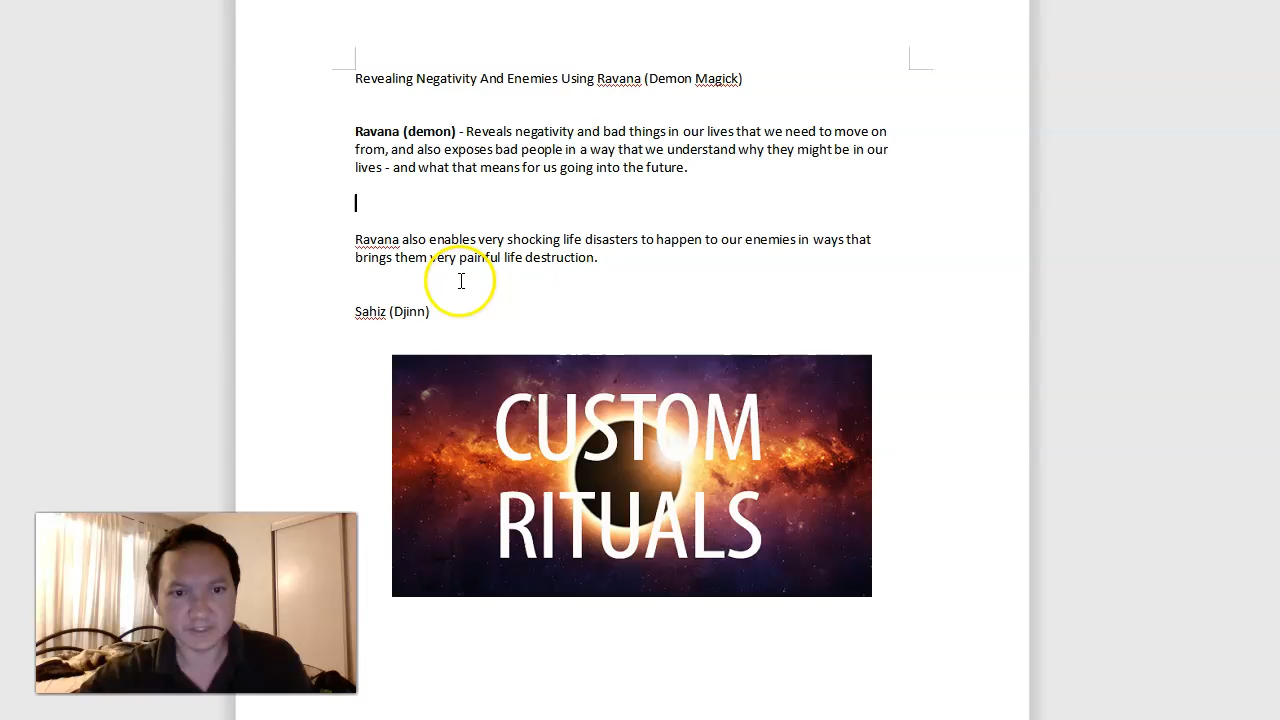 Revealing Negativity And Enemies Using Ravana (Demon Magick)
Ravana (demon) - Reveals negativity and bad things in our lives that we need to move on
from, and also exposes bad people in a way that we understand why they might be in our
lives - and what that means for us going into the future.
Ravana also enables very shocking life disasters to happen to our enemies in ways that
brings them very painful life destruction.
Sahiz (Djinn)
CUSTOM
RITUALS